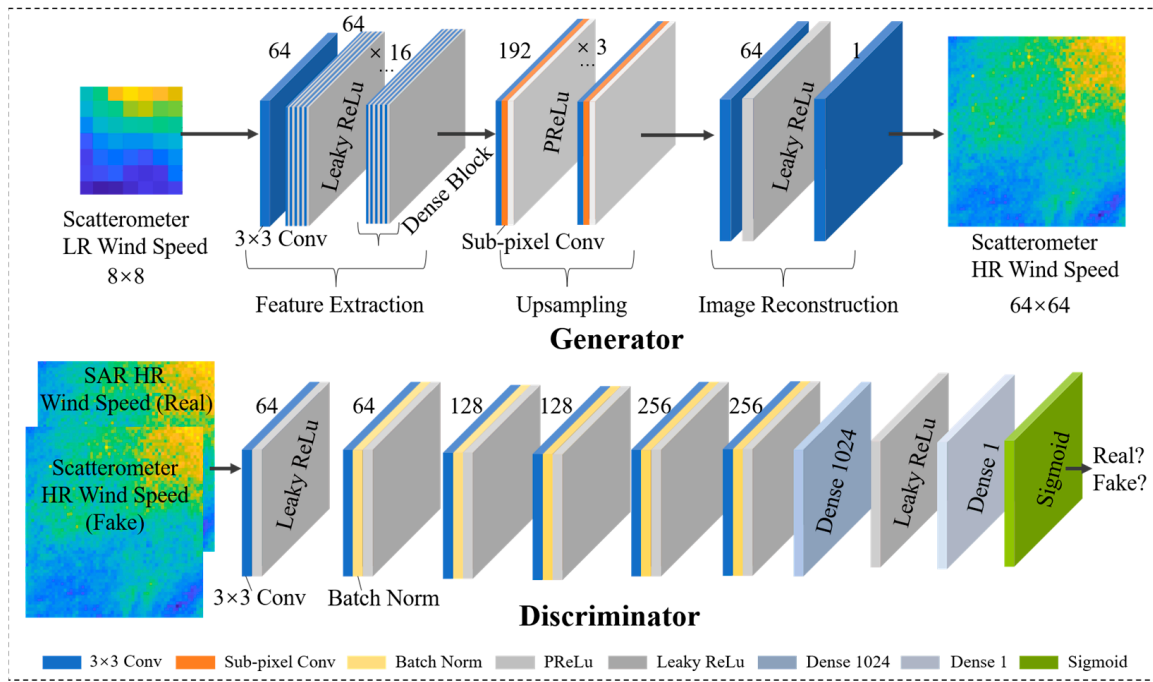 64
64
× 16
...
192
× 3
...
64
1
Leaky ReLu
PReLu
Leaky ReLu
Dense Block
Scatterometer
LR Wind Speed
8×8
3×3 Conv
Sub-pixel Conv
Scatterometer
HR Wind Speed
64×64
Feature Extraction
Upsampling
Image Reconstruction
Generator
SAR HR
Wind Speed (Real)
Scatterometer
HR Wind Speed
(Fake)
64
64
128
128
256
256
Leaky ReLu
Dense 1024
Leaky ReLu
Dense 1
Sigmoid
Real?
Fake?
3×3 Conv
Batch Norm
Discriminator
3×3 Conv
Sub-pixel Conv
Batch Norm
PReLu
Leaky ReLu
Dense 1024
Dense 1
Sigmoid